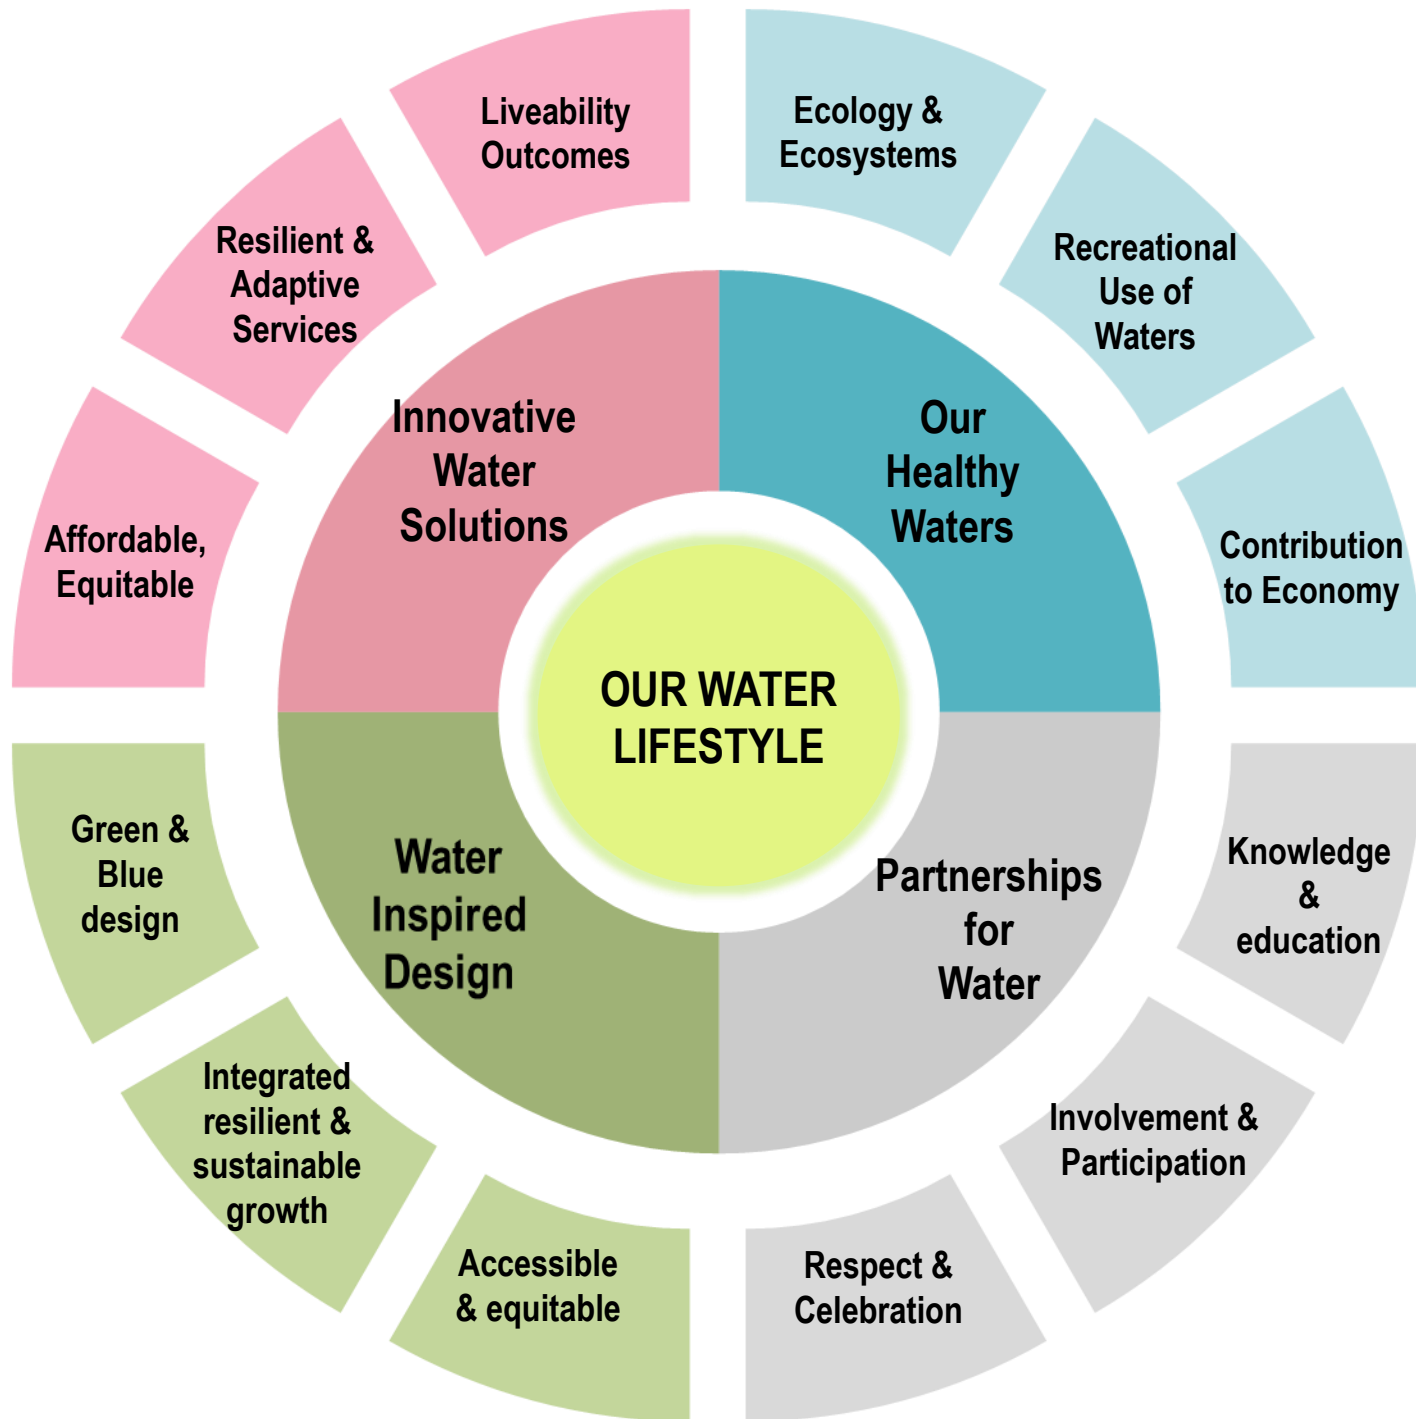 Liveability
Outcomes
Ecology &
Ecosystems
Resilient &
Adaptive
Services
Recreational
Use of
Waters
Affordable,
Equitable
Innovative
Water
Solutions
Our
Healthy
Waters
Contribution
to Economy
OUR WATER
LIFESTYLE
Green &
Blue
design
Water
Inspired
Design
Partnerships
for
Water
Knowledge
&
education
Integrated
resilient &
sustainable
growth
Involvement &
Participation
Accessible
& equitable
Respect &
Celebration